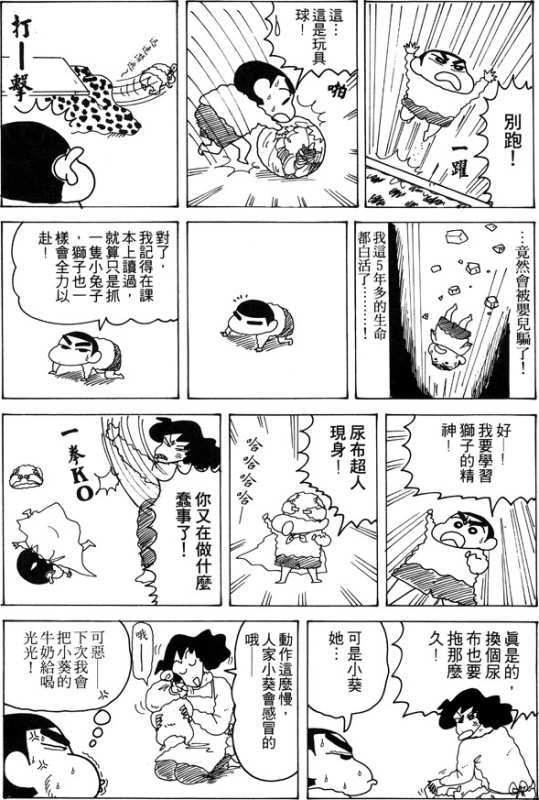 別跑！
一躍
這…
這是玩具
球！
啪
打一擊
…竟然會被嬰兒騙了！
我這5年多的生命
都白活了……！
對了，
我記得在課
本上讀過，
就算只是抓
一隻小兔子
，獅子也一
樣會全力以
赴！
好—！
我要學習
獅子的精
神！
尿布超人
現身！
哈哈哈哈—
你又在做什麼
蠢事了！
一拳KO
真是的，
換個尿
布也要
拖那麼
久！
可是小葵
她…
動作這麼慢，
人家小葵會感冒的
哦—
哦—
可惡—
下次我會
把小葵的
牛奶給喝
光光！